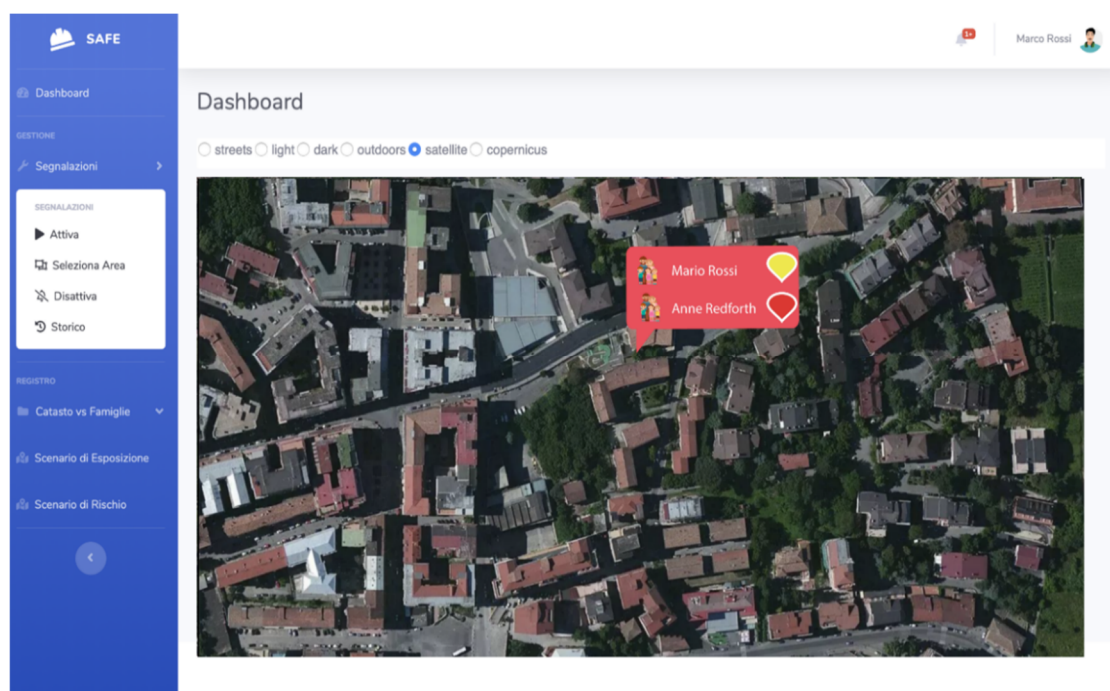 SAFE
1+
Marco Rossi
Dashboard
Dashboard
GESTIONE
streets light dark outdoors satellite copernicus
Segnalazioni
SEGNALAZIONI
Attiva
Seleziona Area
Disattiva
Storico
Mario Rossi
Anne Redforth
REGISTRO
Catasto vs Famiglie
Scenario di Esposizione
Scenario di Rischio